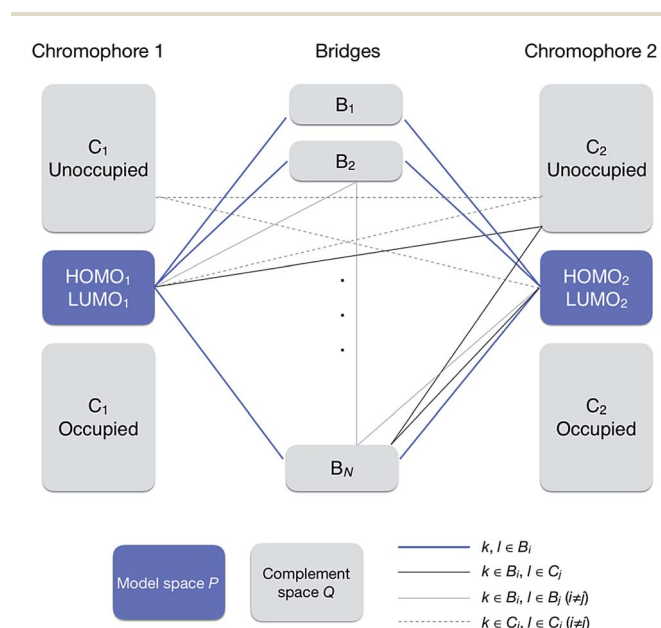 Chromophore 1
Bridges
Chromophore 2
C₁
Unoccupied
B₁
B₂
C₂
Unoccupied
HOMO₁
LUMO₁
HOMO₂
LUMO₂
C₁
Occupied
B_N
C₂
Occupied
Model space P
Complement
space Q
k, l ∈ Bᵢ
k ∈ Bᵢ, l ∈ Cⱼ
k ∈ Bᵢ, l ∈ Bⱼ (i≠j)
k ∈ Cᵢ, l ∈ Cⱼ (i≠j)